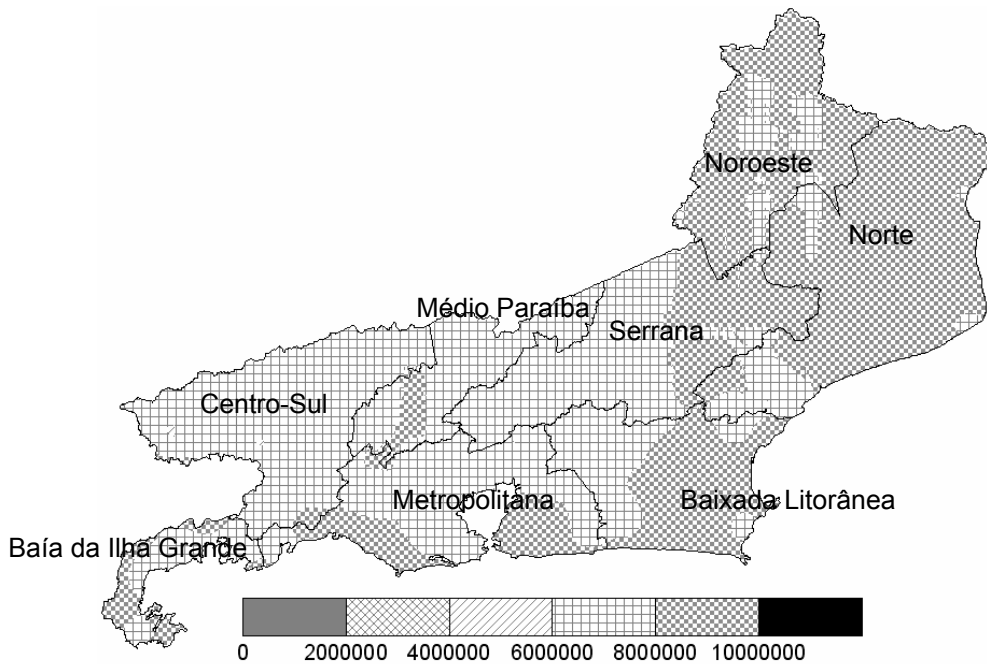 Noroeste
Norte
Médio Paraíba
Serrana
Centro-Sul
Metropolitana
Baixada Litorânea
Baía da Ilha Grande
0 2000000 4000000 6000000 8000000 10000000